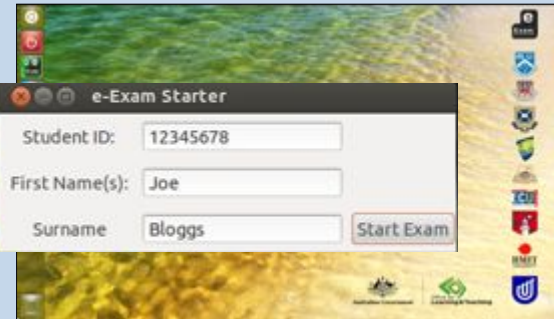 e
Exam
e-Exam Starter
Student ID: 12345678
First Name(s): Joe
Surname Bloggs Start Exam
RMIT
Australian Government
Learning & Teaching